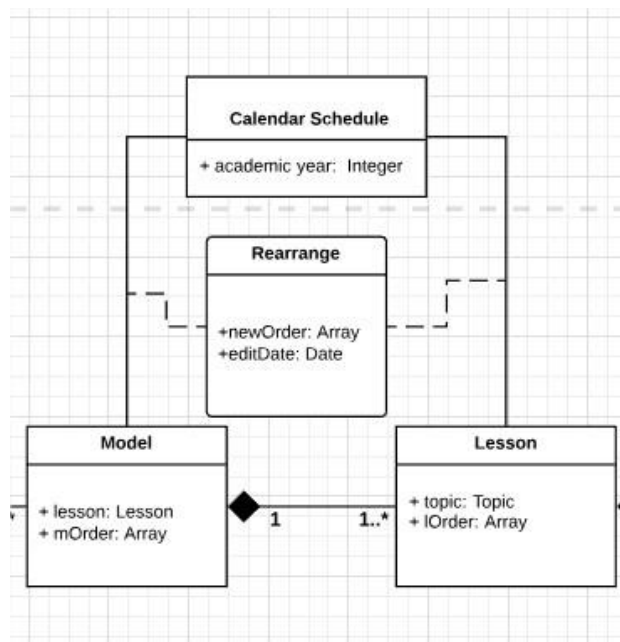 Calendar Schedule
+ academic year:  Integer
Rearrange
+newOrder: Array
+editDate: Date
Model
+ lesson: Lesson
+ mOrder: Array
*
1
1..*
Lesson
+ topic: Topic
+ lOrder: Array